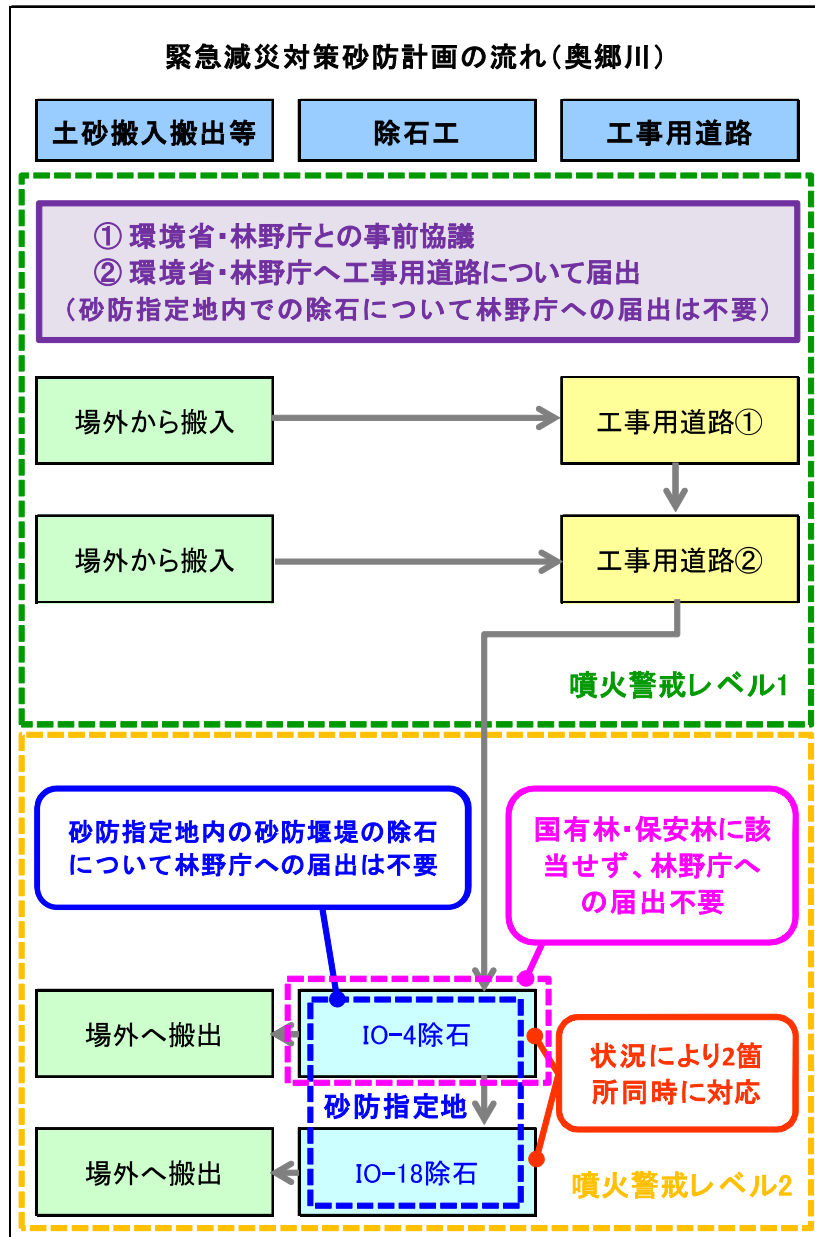 緊急減災対策砂防計画の流れ(奥郷川)
土砂搬入搬出等
除石工
工事用道路
① 環境省・林野庁との事前協議
② 環境省・林野庁へ工事用道路について届出
(砂防指定地内での除石について林野庁への届出は不要)
場外から搬入
工事用道路①
場外から搬入
工事用道路②
噴火警戒レベル1
砂防指定地内の砂防堰堤の除石
について林野庁への届出は不要
国有林・保安林に該
当せず、林野庁へ
の届出不要
場外へ搬出
IO-4除石
状況により2箇
所同時に対応
砂防指定地
場外へ搬出
IO-18除石
噴火警戒レベル2